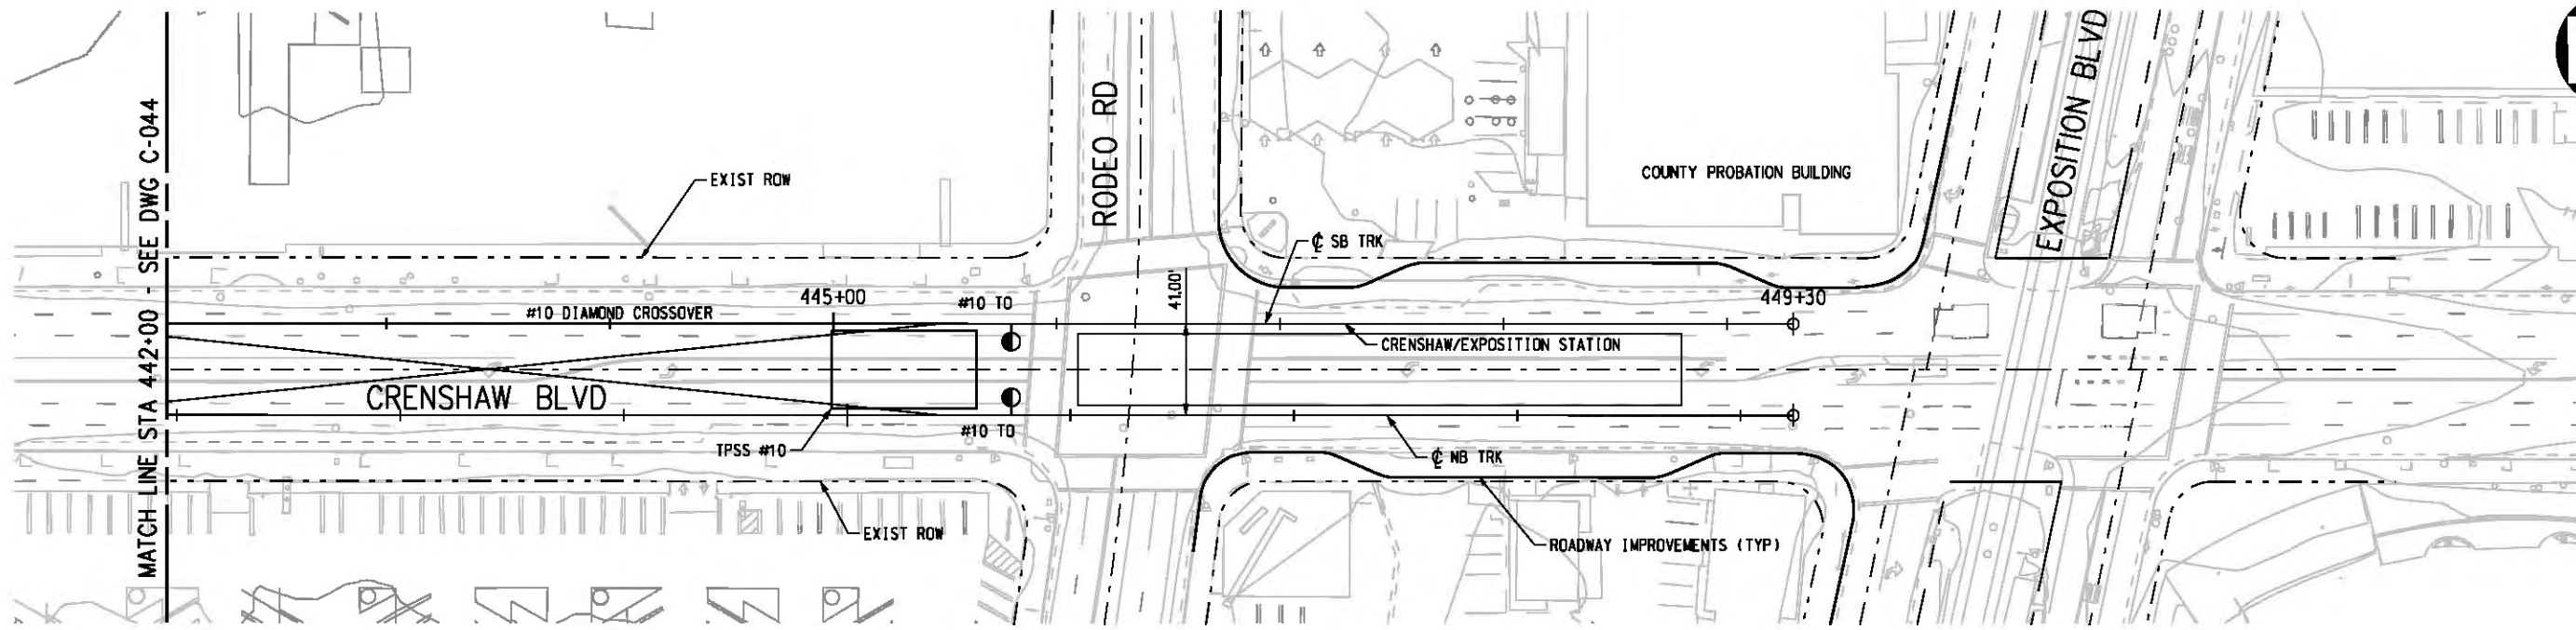 MATCH LINE STA 442+00 - SEE DWG C-044
EXIST ROW
RODEO RD
COUNTY PROBATION BUILDING
EXPOSITION BLVD
EXPOSITION BLVD
℄ SB TRK
#10 DIAMOND CROSSOVER
445+00
#10 TO
41.00'
449+30
CRENSHAW/EXPOSITION STATION
CRENSHAW BLVD
TPSS #10
#10 TO
℄ NB TRK
EXIST ROW
ROADWAY IMPROVEMENTS (TYP)